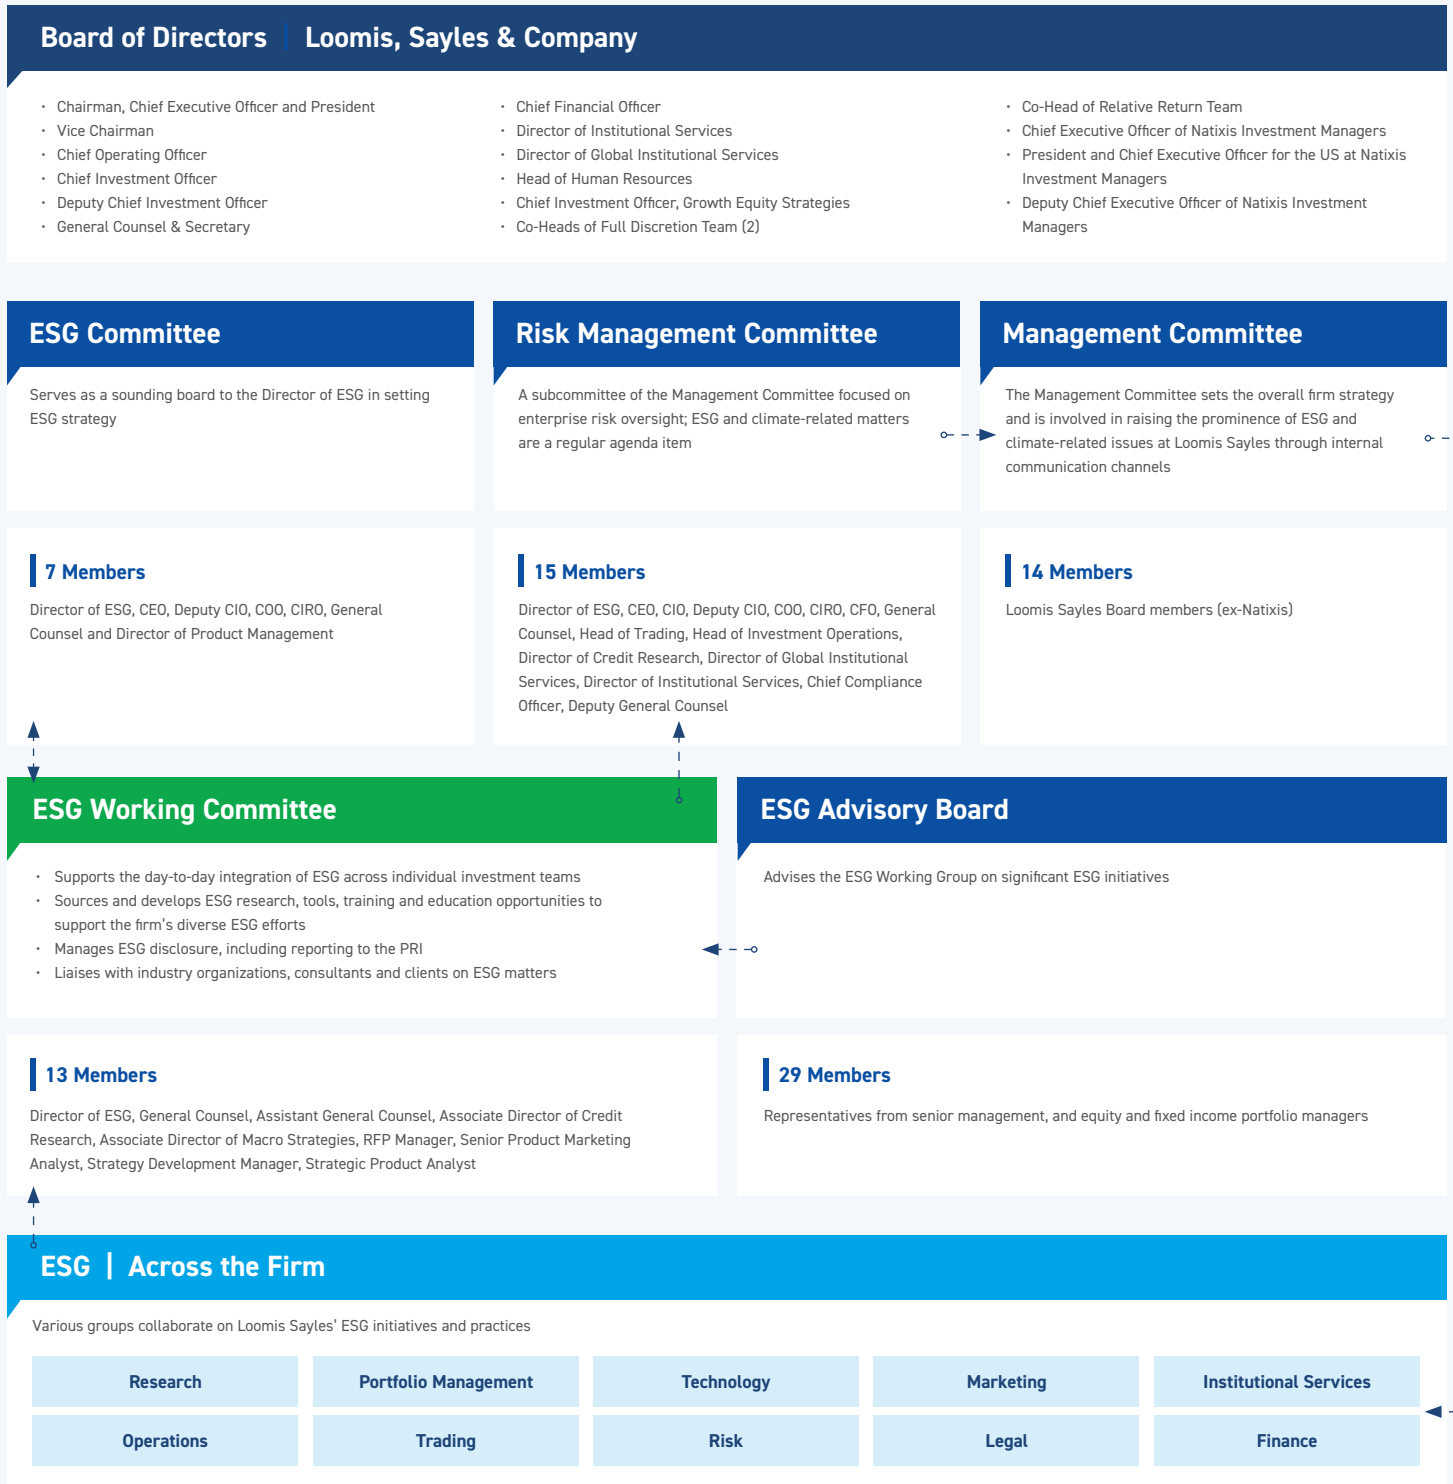 Board of Directors | Loomis, Sayles & Company
• Chairman, Chief Executive Officer and President
• Vice Chairman
• Chief Operating Officer
• Chief Investment Officer
• Deputy Chief Investment Officer
• General Counsel & Secretary
• Chief Financial Officer
• Director of Institutional Services
• Director of Global Institutional Services
• Head of Human Resources
• Chief Investment Officer, Growth Equity Strategies
• Co-Heads of Full Discretion Team (2)
• Co-Head of Relative Return Team
• Chief Executive Officer of Natixis Investment Managers
• President and Chief Executive Officer for the US at Natixis
Investment Managers
• Deputy Chief Executive Officer of Natixis Investment
Managers
ESG Committee
Serves as a sounding board to the Director of ESG in setting
ESG strategy
7 Members
Director of ESG, CEO, Deputy CIO, COO, CIRO, General
Counsel and Director of Product Management
Risk Management Committee
A subcommittee of the Management Committee focused on
enterprise risk oversight; ESG and climate-related matters
are a regular agenda item
15 Members
Director of ESG, CEO, CIO, Deputy CIO, COO, CIRO, CFO, General
Counsel, Head of Trading, Head of Investment Operations,
Director of Credit Research, Director of Global Institutional
Services, Director of Institutional Services, Chief Compliance
Officer, Deputy General Counsel
Management Committee
The Management Committee sets the overall firm strategy
and is involved in raising the prominence of ESG and
climate-related issues at Loomis Sayles through internal
communication channels
14 Members
Loomis Sayles Board members (ex-Natixis)
ESG Working Committee
• Supports the day-to-day integration of ESG across individual investment teams
• Sources and develops ESG research, tools, training and education opportunities to
support the firm's diverse ESG efforts
• Manages ESG disclosure, including reporting to the PRI
• Liaises with industry organizations, consultants and clients on ESG matters
13 Members
Director of ESG, General Counsel, Assistant General Counsel, Associate Director of Credit
Research, Associate Director of Macro Strategies, RFP Manager, Senior Product Marketing
Analyst, Strategy Development Manager, Strategic Product Analyst
ESG Advisory Board
Advises the ESG Working Group on significant ESG initiatives
29 Members
Representatives from senior management, and equity and fixed income portfolio managers
ESG | Across the Firm
Various groups collaborate on Loomis Sayles' ESG initiatives and practices
Research
Portfolio Management
Technology
Marketing
Institutional Services
Operations
Trading
Risk
Legal
Finance